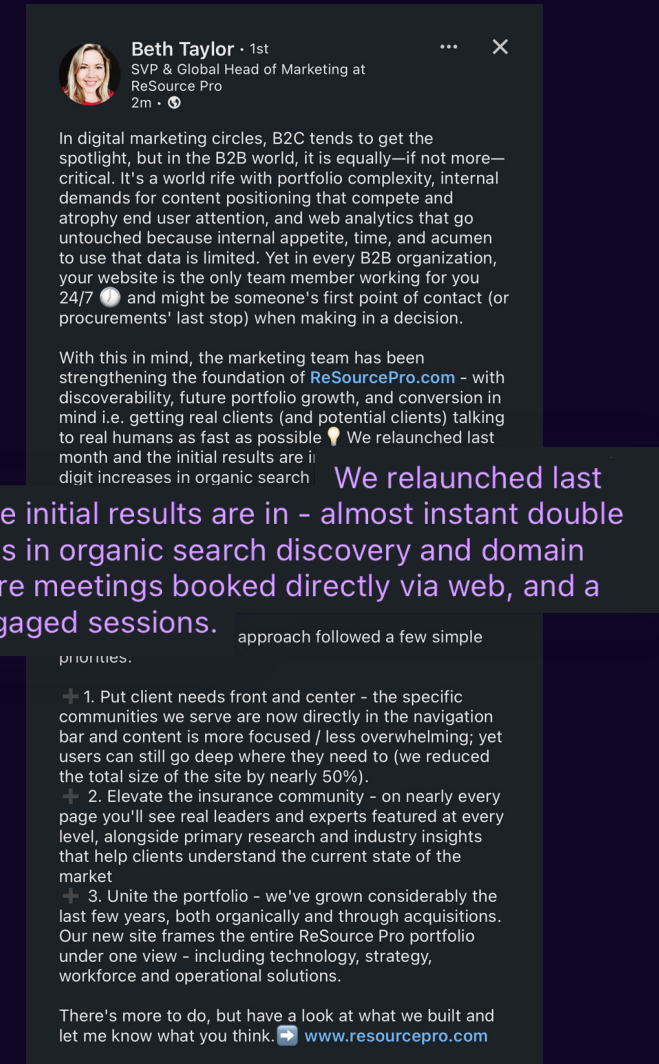 Beth Taylor · 1st
SVP & Global Head of Marketing at
ReSource Pro
2m •
In digital marketing circles, B2C tends to get the
spotlight, but in the B2B world, it is equally—if not more—
critical. It's a world rife with portfolio complexity, internal
demands for content positioning that compete and
atrophy end user attention, and web analytics that go
untouched because internal appetite, time, and acumen
to use that data is limited. Yet in every B2B organization,
your website is the only team member working for you
24/7 🕖 and might be someone's first point of contact (or
procurements' last stop) when making in a decision.
With this in mind, the marketing team has been
strengthening the foundation of ReSourcePro.com - with
discoverability, future portfolio growth, and conversion in
mind i.e. getting real clients (and potential clients) talking
to real humans as fast as possible 💡 We relaunched last
month and the initial results are i
digit increases in organic search
We relaunched last
e initial results are in - almost instant double
s in organic search discovery and domain
re meetings booked directly via web, and a
gaged sessions.
approach followed a few simple
priorities:
➕ 1. Put client needs front and center - the specific
communities we serve are now directly in the navigation
bar and content is more focused / less overwhelming; yet
users can still go deep where they need to (we reduced
the total size of the site by nearly 50%).
➕ 2. Elevate the insurance community - on nearly every
page you'll see real leaders and experts featured at every
level, alongside primary research and industry insights
that help clients understand the current state of the
market
➕ 3. Unite the portfolio - we've grown considerably the
last few years, both organically and through acquisitions.
Our new site frames the entire ReSource Pro portfolio
under one view - including technology, strategy,
workforce and operational solutions.
There's more to do, but have a look at what we built and
let me know what you think.➡️ www.resourcepro.com